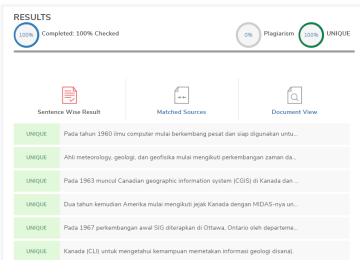 RESULTS
100% Completed: 100% Checked 0% Plagiarism 100% UNIQUE
Sentence Wise Result Matched Sources Document View
UNIQUE Pada tahun 1960 ilmu computer mulai berkembang pesat dan siap digunakan untu...
UNIQUE Ahli meteorology, geologi, dan geofisika mulai mengikuti perkembangan zaman da...
UNIQUE Pada 1963 muncul Canadian geographic information system (CGIS) di Kanada dan ...
UNIQUE Dua tahun kemudian Amerika mulai mengikuti jejak Kanada dengan MIDAS-nya un...
UNIQUE Pada 1967 perkembangan awal SIG diterapkan di Ottawa, Ontario oleh departeme...
UNIQUE Kanada (CLI) untuk mengetahui kemampuan memetakan informasi geologi disana).